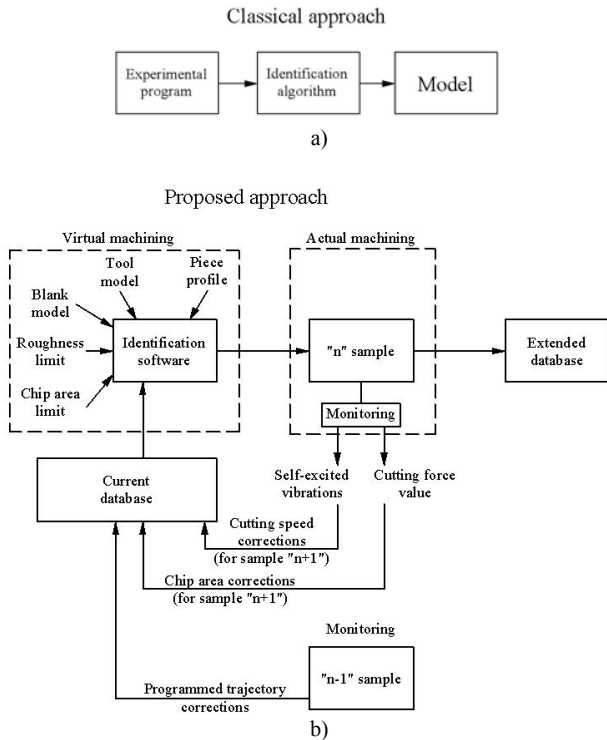 Classical approach
Experimental
program
Identification
algorithm
Model
a)
Proposed approach
Virtual machining
Actual machining
Tool
model
Piece
profile
Blank
model
Roughness
limit
Chip area
limit
Identification
software
"n" sample
Extended
database
Monitoring
Current
database
Self-excited
vibrations
Cutting force
value
Cutting speed
corrections
(for sample "n+1")
Chip area corrections
(for sample "n+1")
Monitoring
"n-1" sample
Programmed trajectory
corrections
b)